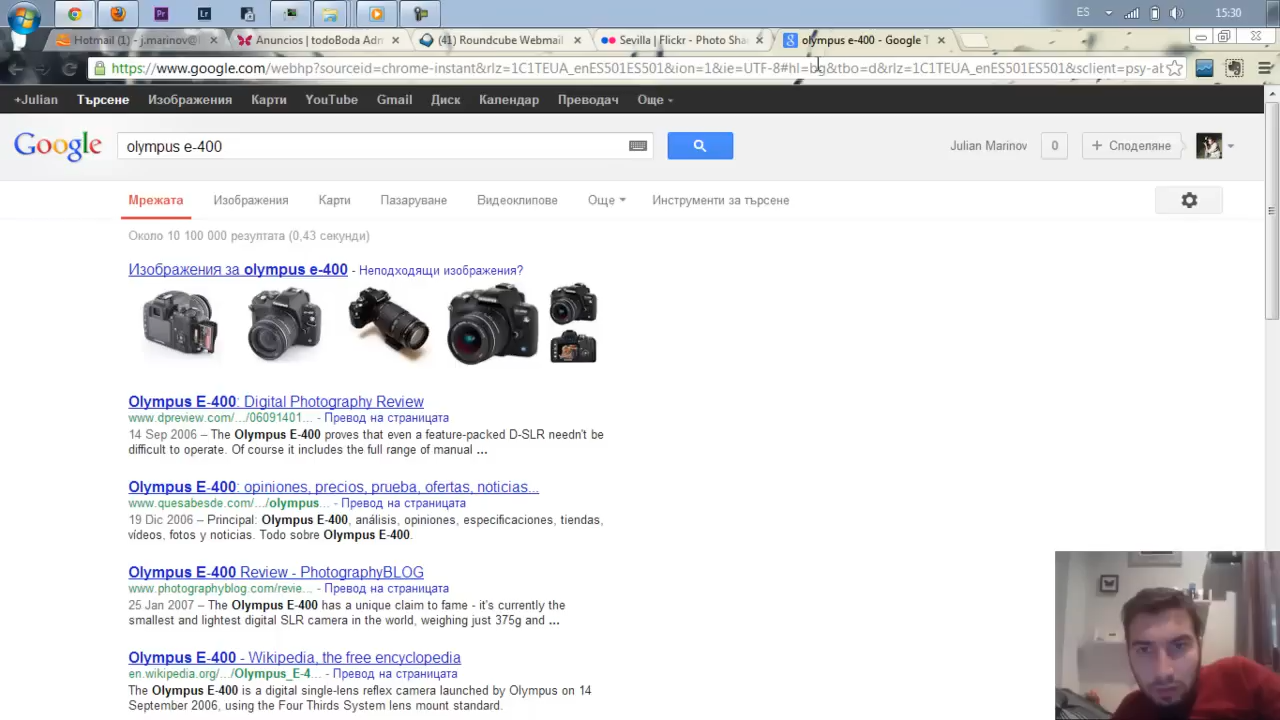 Pr
Lr
ES
15:30
Hotmail (1) - j.marinov@
Anuncios | todoBoda Adm
(41) Roundcube Webmail
Sevilla | Flickr - Photo Sha
olympus e-400 - Google T
https://www.google.com/webhp?sourceid=chrome-instant&rlz=1C1TEUA_enES501ES501&ion=1&ie=UTF-8#hl=bg&tbo=d&rlz=1C1TEUA_enES501ES501&sclient=psy-at
+Julian Търсене Изображения Карти YouTube Gmail Диск Календар Преводач Още
Google
olympus e-400
Julian Marinov
0
+ Споделяне
Мрежата Изображения Карти Пазаруване Видеоклипове Още Инструменти за търсене
Около 10 100 000 резултата (0,43 секунди)
Изображения за olympus e-400 - Неподходящи изображения?
Olympus E-400: Digital Photography Review
www.dpreview.com/.../06091401... - Превод на страницата
14 Sep 2006 – The Olympus E-400 proves that even a feature-packed D-SLR needn't be
difficult to operate. Of course it includes the full range of manual ...
Olympus E-400: opiniones, precios, prueba, ofertas, noticias...
www.quesabesde.com/.../olympus... - Превод на страницата
19 Dic 2006 – Principal: Olympus E-400, análisis, opiniones, especificaciones, tiendas,
vídeos, fotos y noticias. Todo sobre Olympus E-400.
Olympus E-400 Review - PhotographyBLOG
www.photographyblog.com/revie... - Превод на страницата
25 Jan 2007 – The Olympus E-400 has a unique claim to fame - it's currently the
smallest and lightest digital SLR camera in the world, weighing just 375g and ...
Olympus E-400 - Wikipedia, the free encyclopedia
en.wikipedia.org/.../Olympus_E-4... - Превод на страницата
The Olympus E-400 is a digital single-lens reflex camera launched by Olympus on 14
September 2006, using the Four Thirds System lens mount standard.